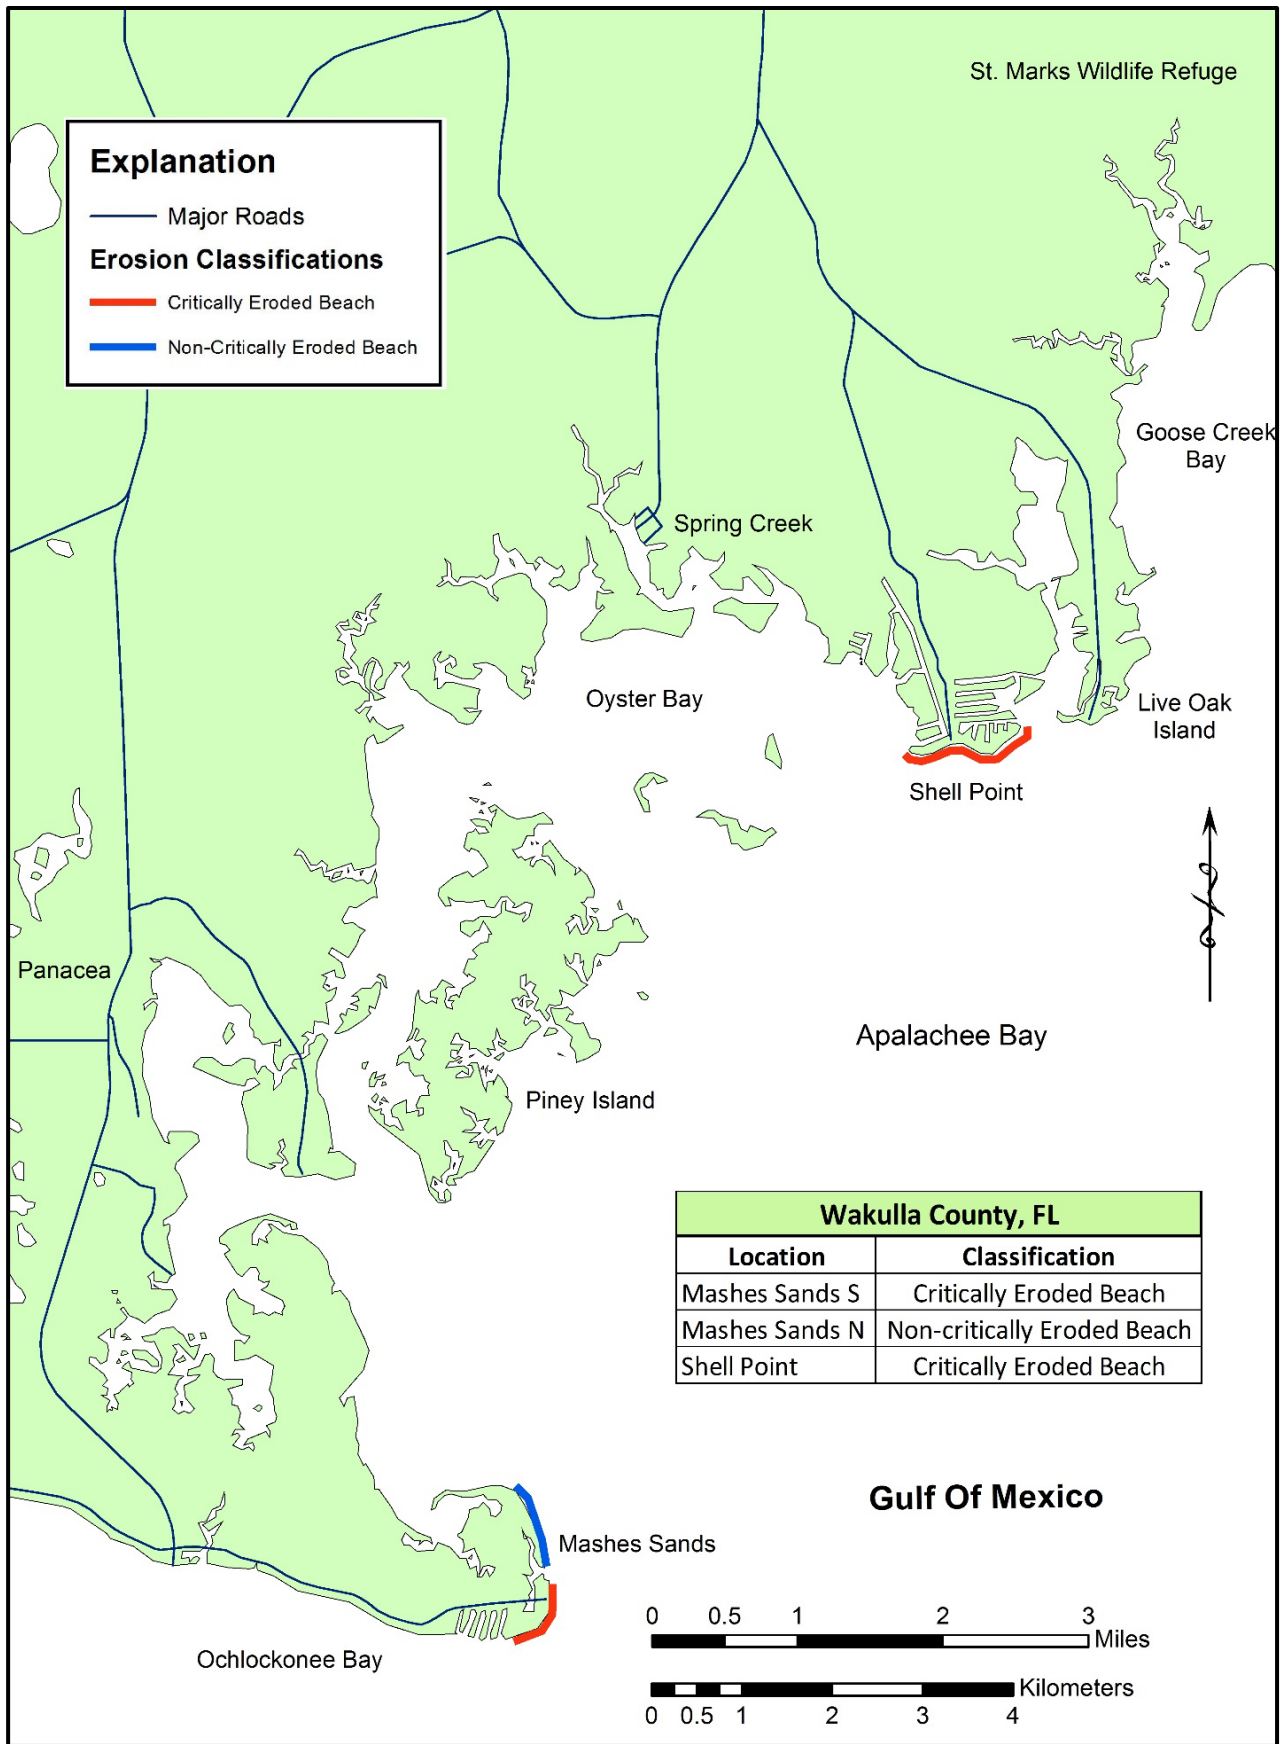 St. Marks Wildlife Refuge
Explanation
Major Roads
Erosion Classifications
Critically Eroded Beach
Non-Critically Eroded Beach
Goose Creek
Bay
Spring Creek
Oyster Bay
Live Oak
Island
Shell Point
Panacea
Apalachee Bay
Piney Island
Wakulla County, FL
Location Classification
Mashes Sands S Critically Eroded Beach
Mashes Sands N Non-critically Eroded Beach
Shell Point Critically Eroded Beach
Gulf Of Mexico
Mashes Sands
Ochlockonee Bay
0 0.5 1 2 3
Miles
Kilometers
0 0.5 1 2 3 4